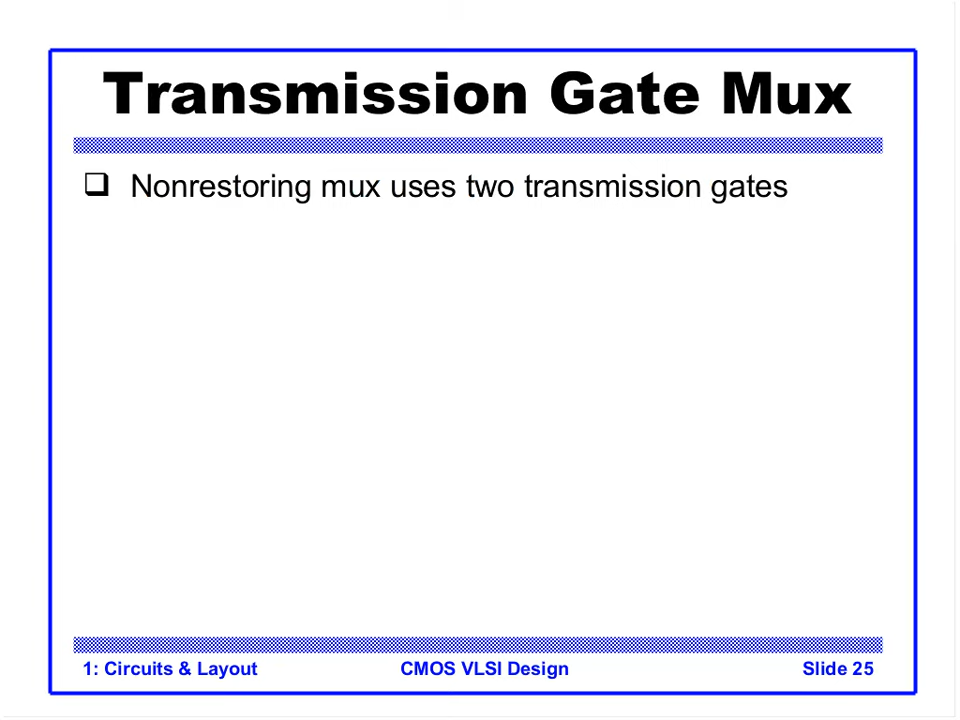 Transmission Gate Mux
❑ Nonrestoring mux uses two transmission gates
1: Circuits & Layout CMOS VLSI Design Slide 25